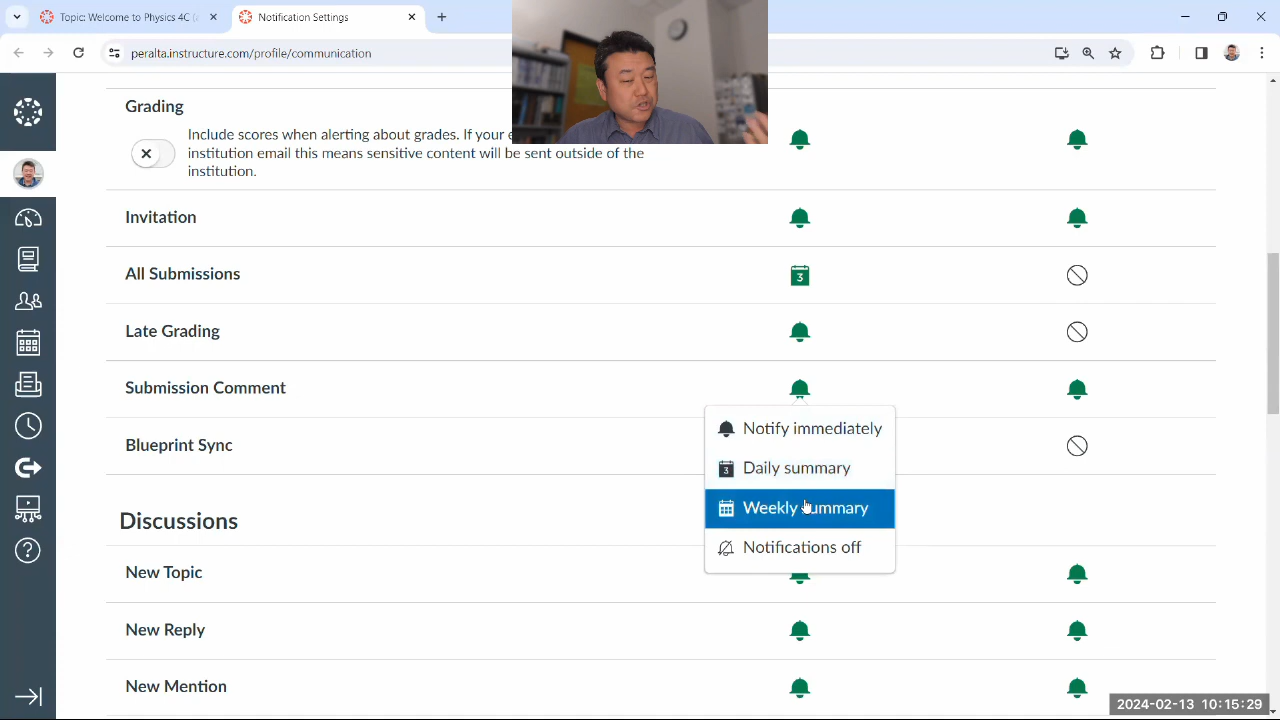 Topic: Welcome to Physics 4C
Notification Settings
peralta.instructure.com/profile/communication
Grading
Include scores when alerting about grades. If your e
institution email this means sensitive content will be sent outside of the
institution.
Invitation
All Submissions
3
Late Grading
Submission Comment
Notify immediately
Blueprint Sync
3 Daily summary
Weekly summary
Discussions
Notifications off
New Topic
New Reply
New Mention
2024-02-13 10:15:29